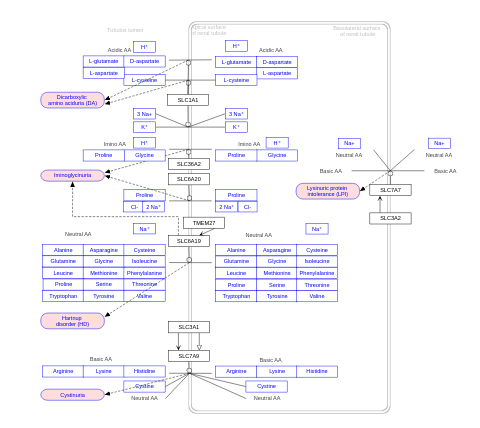 Tubulus lumen
Apical surface
of renal tubule
Basolateral surface
of renal tubule
Acidic AA
H⁺
H⁺
Acidic AA
L-glutamate
D-aspartate
L-aspartate
L-cysteine
L-glutamate
D-aspartate
L-aspartate
L-cysteine
Dicarboxylic
amino aciduria (DA)
SLC1A1
3 Na+
K⁺
3 Na⁺
K⁺
Imino AA
H⁺
Imino AA
H⁺
Proline
Glycine
Proline
Glycine
SLC36A2
Iminoglycinuria
SLC6A20
Proline
Cl-
2 Na⁺
Proline
2 Na⁺
Cl-
Na+
Na+
Neutral AA
Neutral AA
Basic AA
Basic AA
Lysinuric protein
intolerance (LPI)
SLC7A7
SLC3A2
TMEM27
Neutral AA
Na⁺
SLC6A19
Neutral AA
Na⁺
Alanine
Asparagine
Cysteine
Glutamine
Glycine
Isoleucine
Leucine
Methionine
Phenylalanine
Proline
Serine
Threonine
Tryptophan
Tyrosine
Valine
Alanine
Asparagine
Cysteine
Glutamine
Glycine
Isoleucine
Leucine
Methionine
Phenylalanine
Proline
Serine
Threonine
Tryptophan
Tyrosine
Valine
Hartnup
disorder (HD)
SLC3A1
SLC7A9
Basic AA
Arginine
Lysine
Histidine
Cystine
Neutral AA
Basic AA
Arginine
Lysine
Histidine
Cystine
Neutral AA
Cystinuria